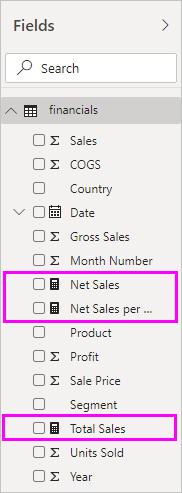 Fields
Search
financials
Sales
COGS
Country
Date
Gross Sales
Month Number
Net Sales
Net Sales per ...
Product
Profit
Sale Price
Segment
Total Sales
Units Sold
Year